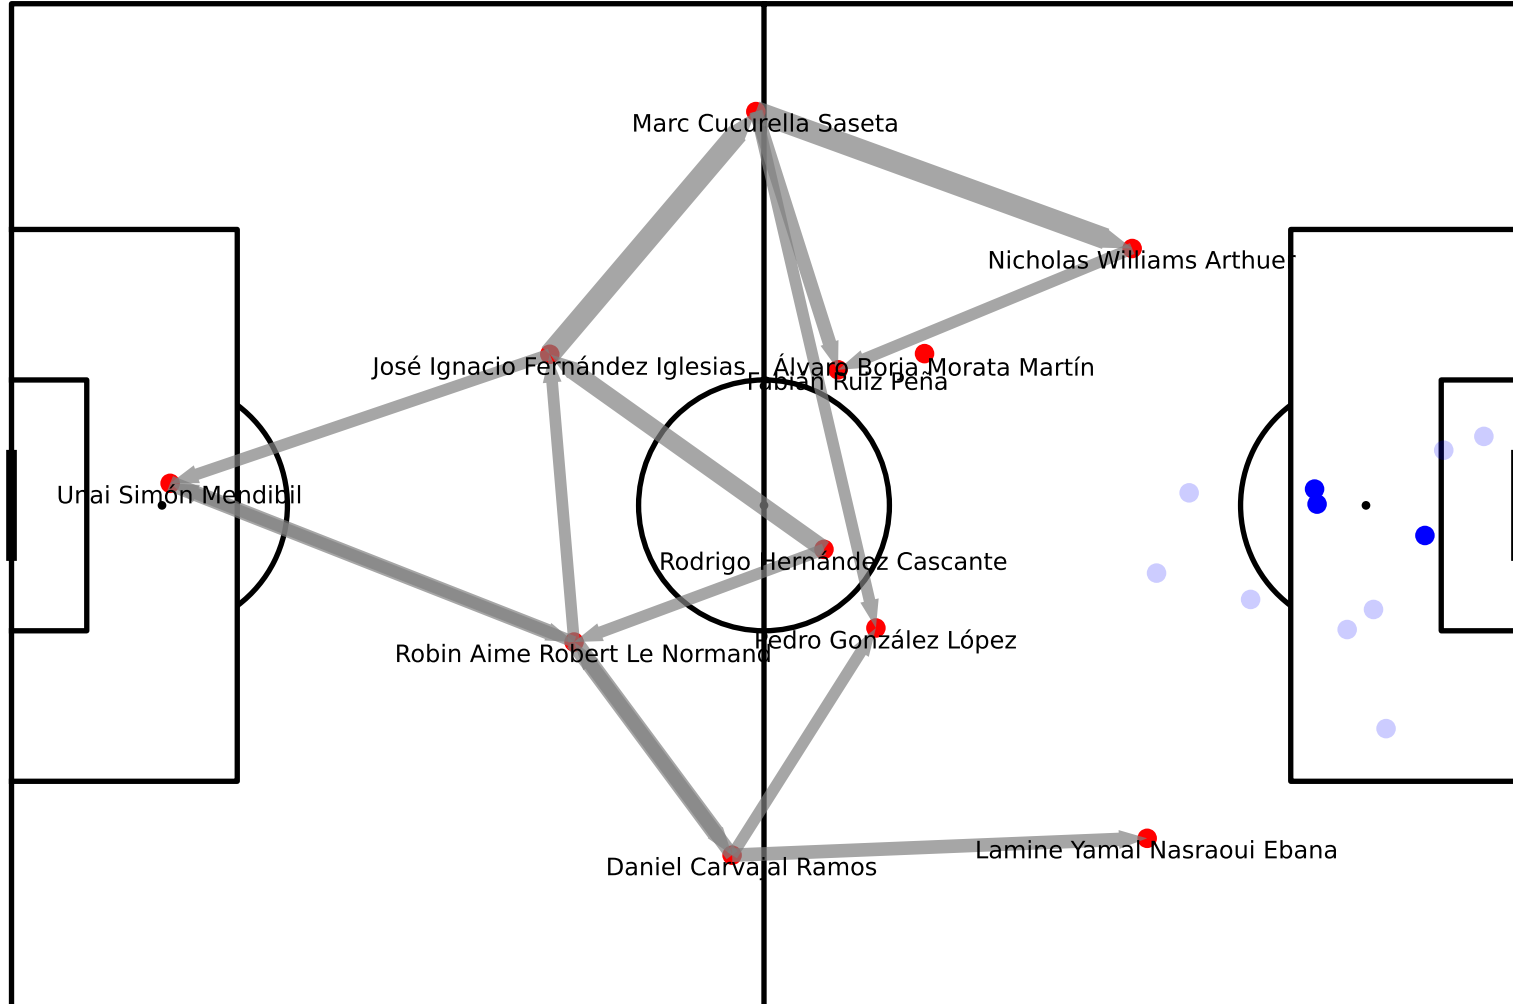 Marc Cucurella Saseta
Nicholas Williams Arthuer
José Ignacio Fernández Iglesias
Álvaro Borja Morata Martín
Fabián Ruiz Peña
Unai Simón Mendibil
Rodrigo Hernández Cascante
Pedro González López
Robin Aime Robert Le Normand
Lamine Yamal Nasraoui Ebana
Daniel Carvajal Ramos